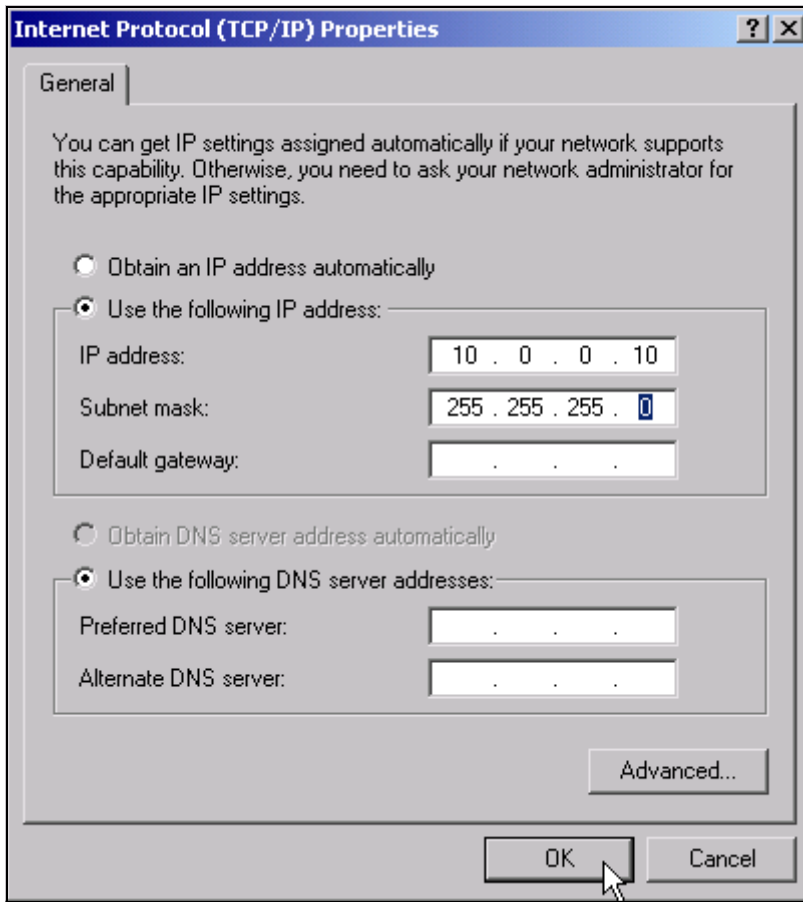 Internet Protocol (TCP/IP) Properties
General
You can get IP settings assigned automatically if your network supports
this capability. Otherwise, you need to ask your network administrator for
the appropriate IP settings.
Obtain an IP address automatically
Use the following IP address:
IP address: 10 . 0 . 0 . 10
Subnet mask: 255 . 255 . 255 . 0
Default gateway: . . .
Obtain DNS server address automatically
Use the following DNS server addresses:
Preferred DNS server: . . .
Alternate DNS server: . . .
Advanced...
OK Cancel